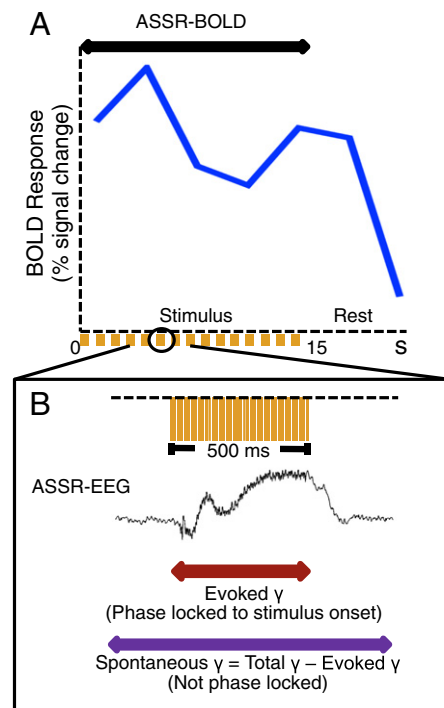 A
ASSR-BOLD
BOLD Response
(% signal change)
Stimulus
Rest
0
15
S
B
500 ms
ASSR-EEG
Evoked γ
(Phase locked to stimulus onset)
Spontaneous γ = Total γ – Evoked γ
(Not phase locked)